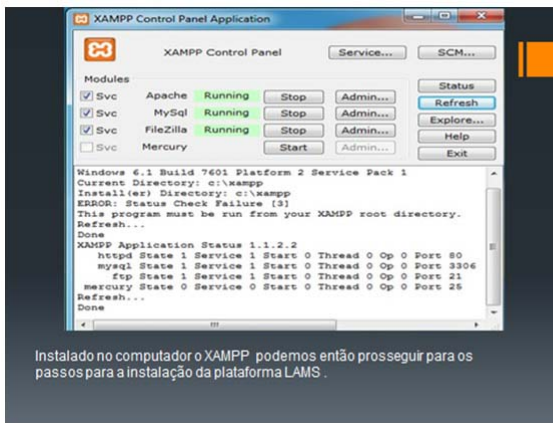 XAMPP Control Panel Application
XAMPP Control Panel
Service...
SCM...
Modules
Svc Apache Running Stop Admin...
Svc MySql Running Stop Admin...
Svc FileZilla Running Stop Admin...
Svc Mercury Start Admin...
Status
Refresh
Explore...
Help
Exit
Windows 6.1 Build 7601 Platform 2 Service Pack 1
Current Directory: c:\xampp
Install(er) Directory: c:\xampp
ERROR: Status Check Failure [3]
This program must be run from your XAMPP root directory.
Refresh...
Done
XAMPP Application Status 1.1.2.2
httpd State 1 Service 1 Start 0 Thread 0 Op 0 Port 80
mysql State 1 Service 1 Start 0 Thread 0 Op 0 Port 3306
ftp State 1 Service 1 Start 0 Thread 0 Op 0 Port 21
mercury State 0 Service 0 Start 0 Thread 0 Op 0 Port 25
Refresh...
Done
Instalado no computador o XAMPP podemos então prosseguir para os
passos para a instalação da plataforma LAMS .